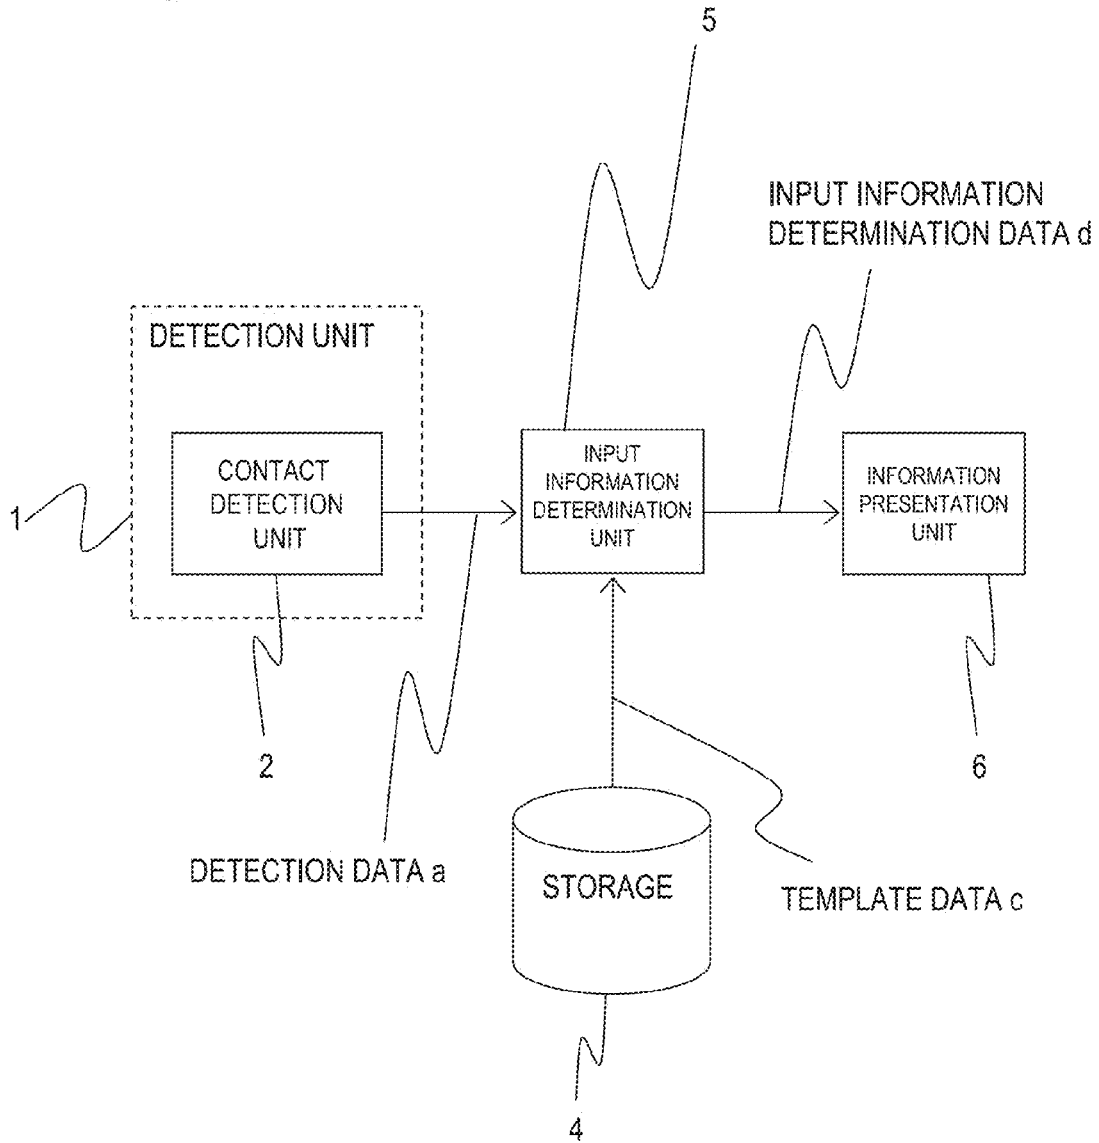 5
INPUT INFORMATION
DETERMINATION DATA d
DETECTION UNIT
CONTACT
DETECTION
UNIT
INPUT
INFORMATION
DETERMINATION
UNIT
INFORMATION
PRESENTATION
UNIT
1
2
6
DETECTION DATA a
STORAGE
TEMPLATE DATA c
4